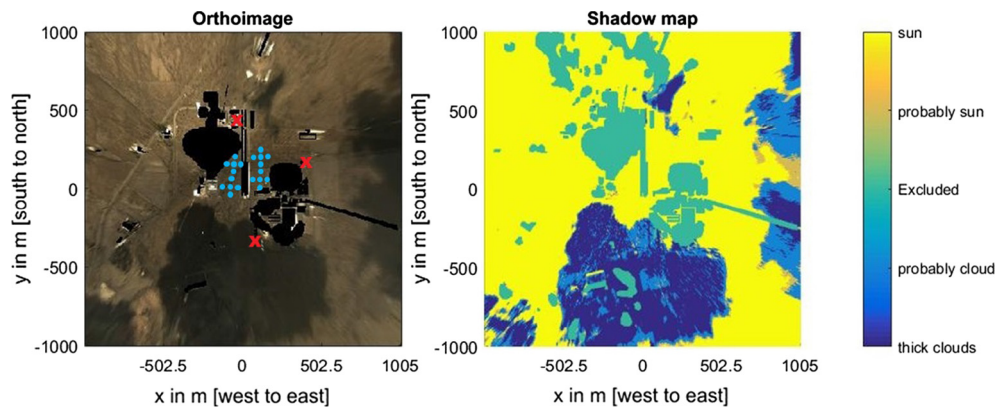 Orthoimage
Shadow map
1000
500
0
-500
-1000
y in m [south to north]
-502.5
0
502.5
1005
x in m [west to east]
1000
500
0
-500
-1000
y in m [south to north]
-502.5
0
502.5
1005
x in m [west to east]
sun
probably sun
Excluded
probably cloud
thick clouds